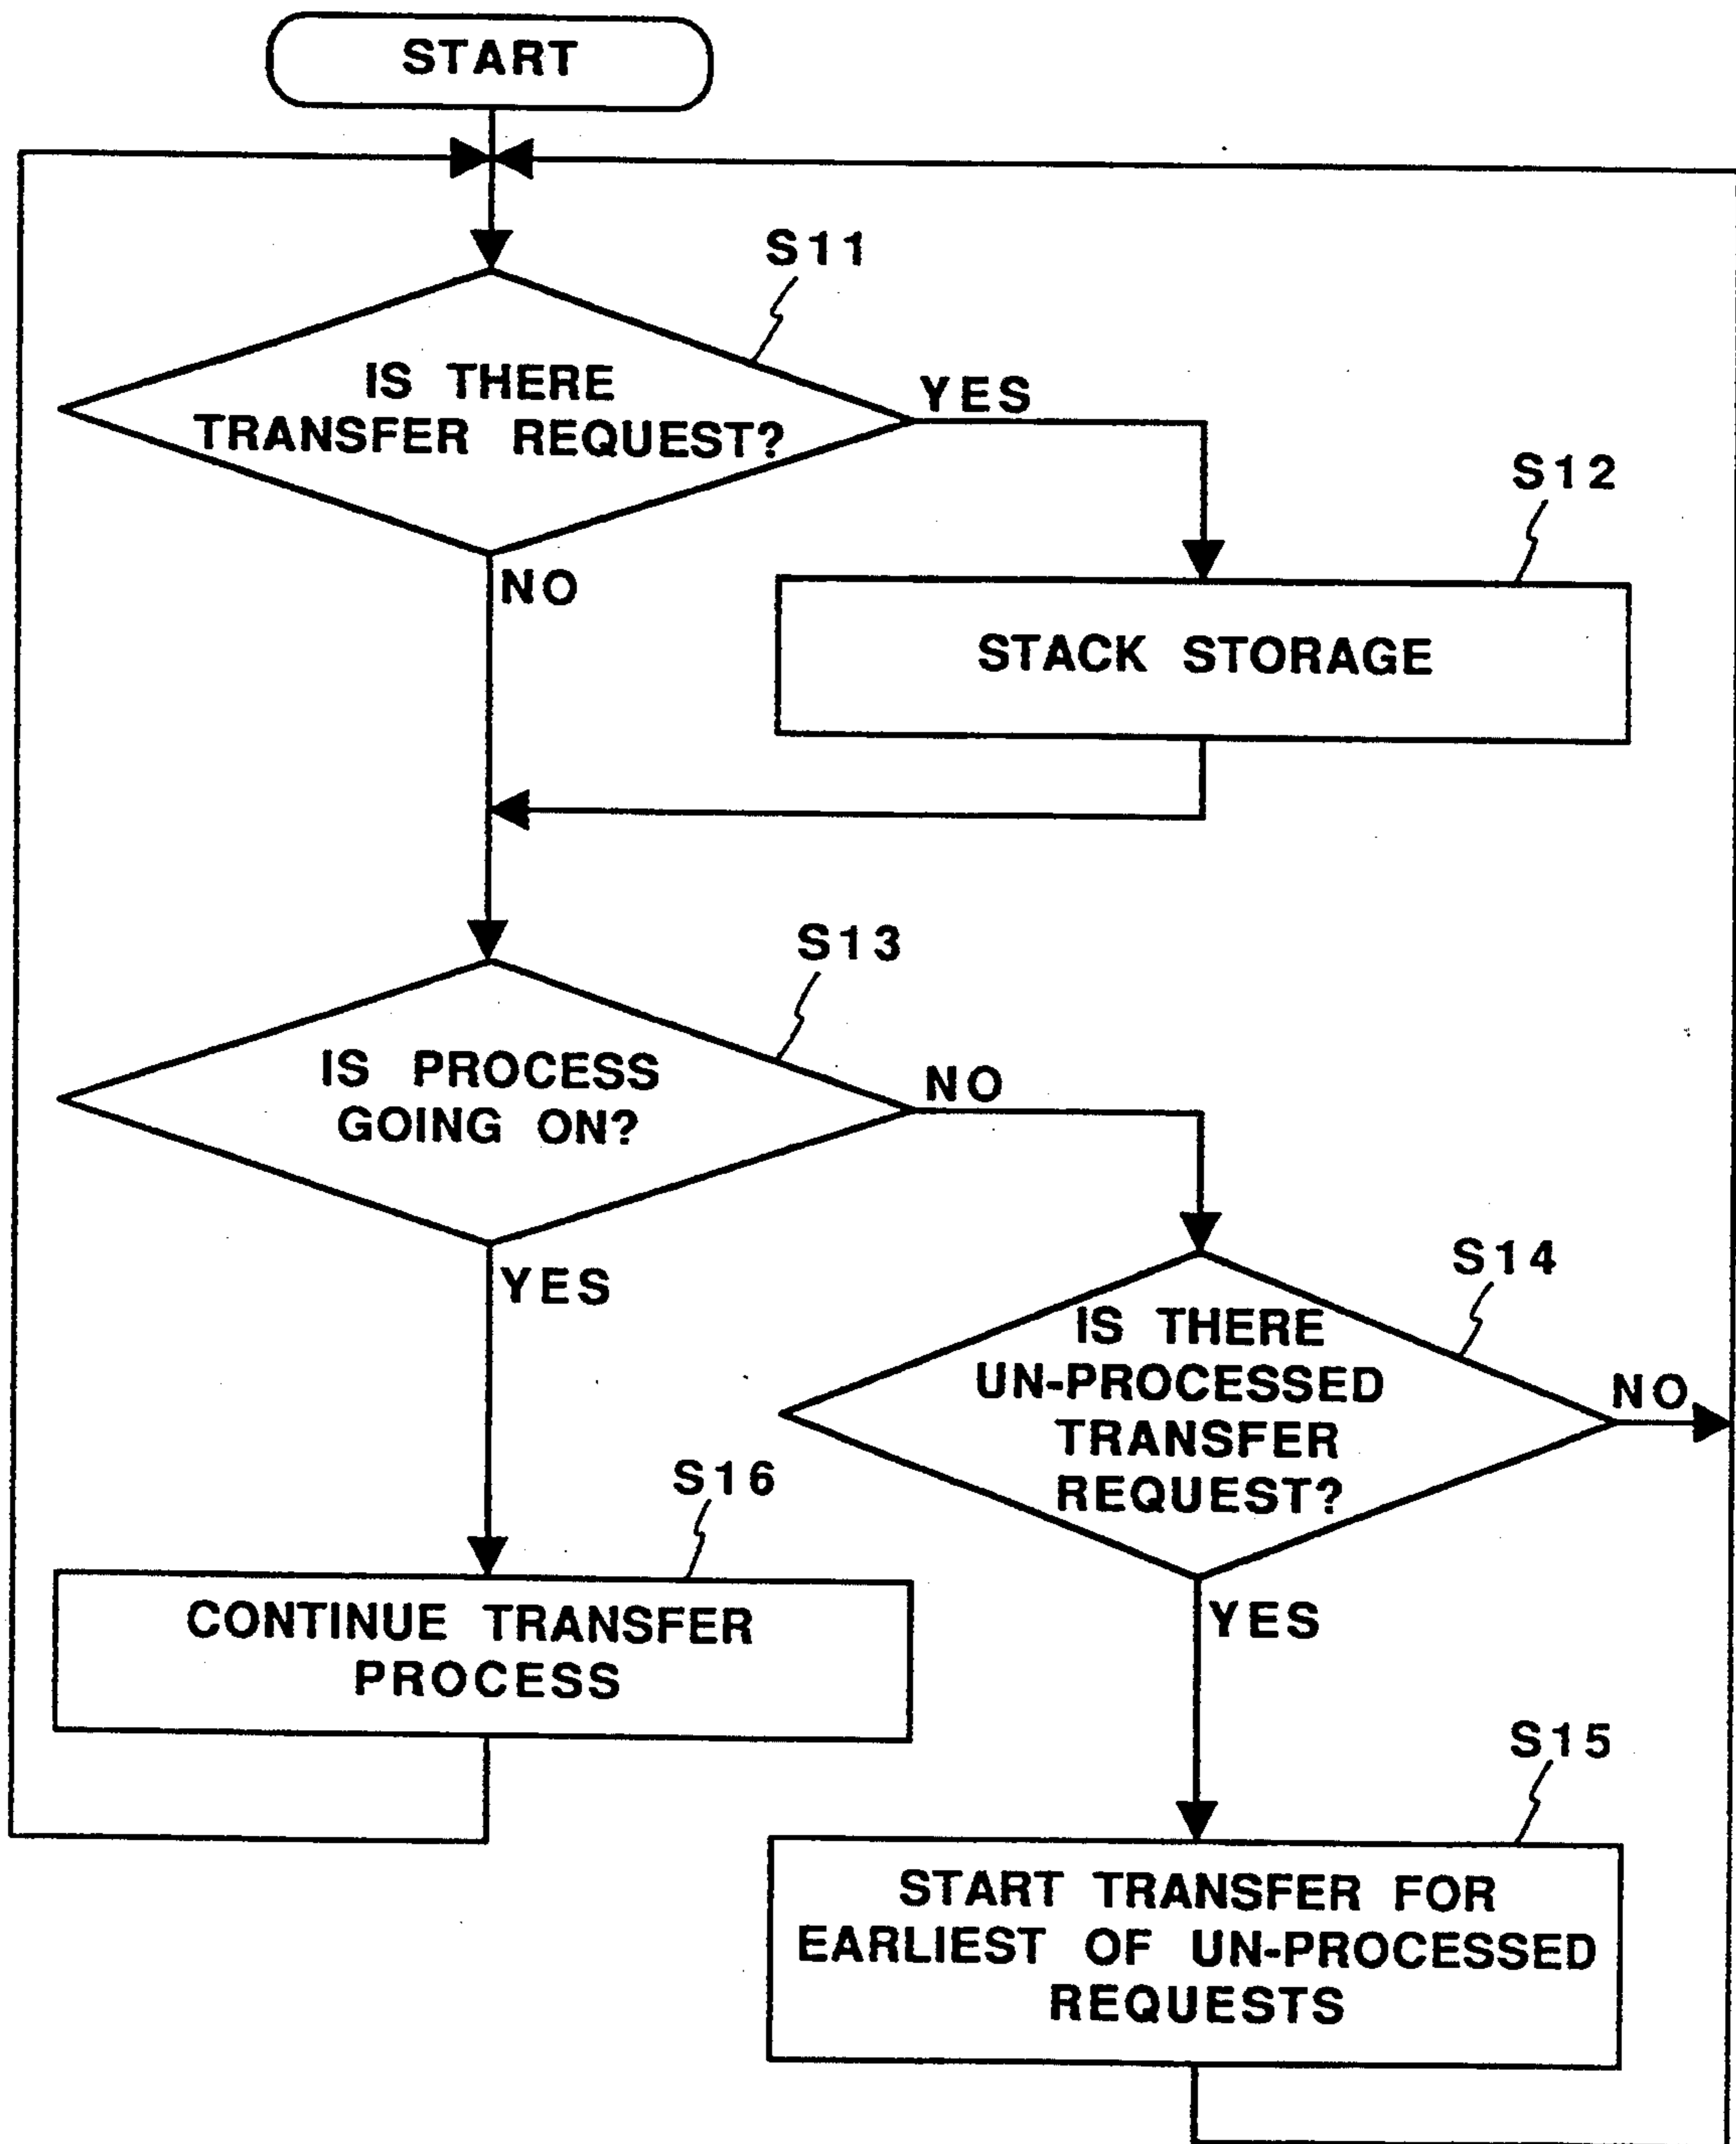 START
S11
IS THERE
TRANSFER REQUEST?
YES
S12
NO
STACK STORAGE
S13
IS PROCESS
GOING ON?
NO
S14
YES
IS THERE
UN-PROCESSED
TRANSFER
REQUEST?
NO
S16
CONTINUE TRANSFER
PROCESS
YES
S15
START TRANSFER FOR
EARLIEST OF UN-PROCESSED
REQUESTS